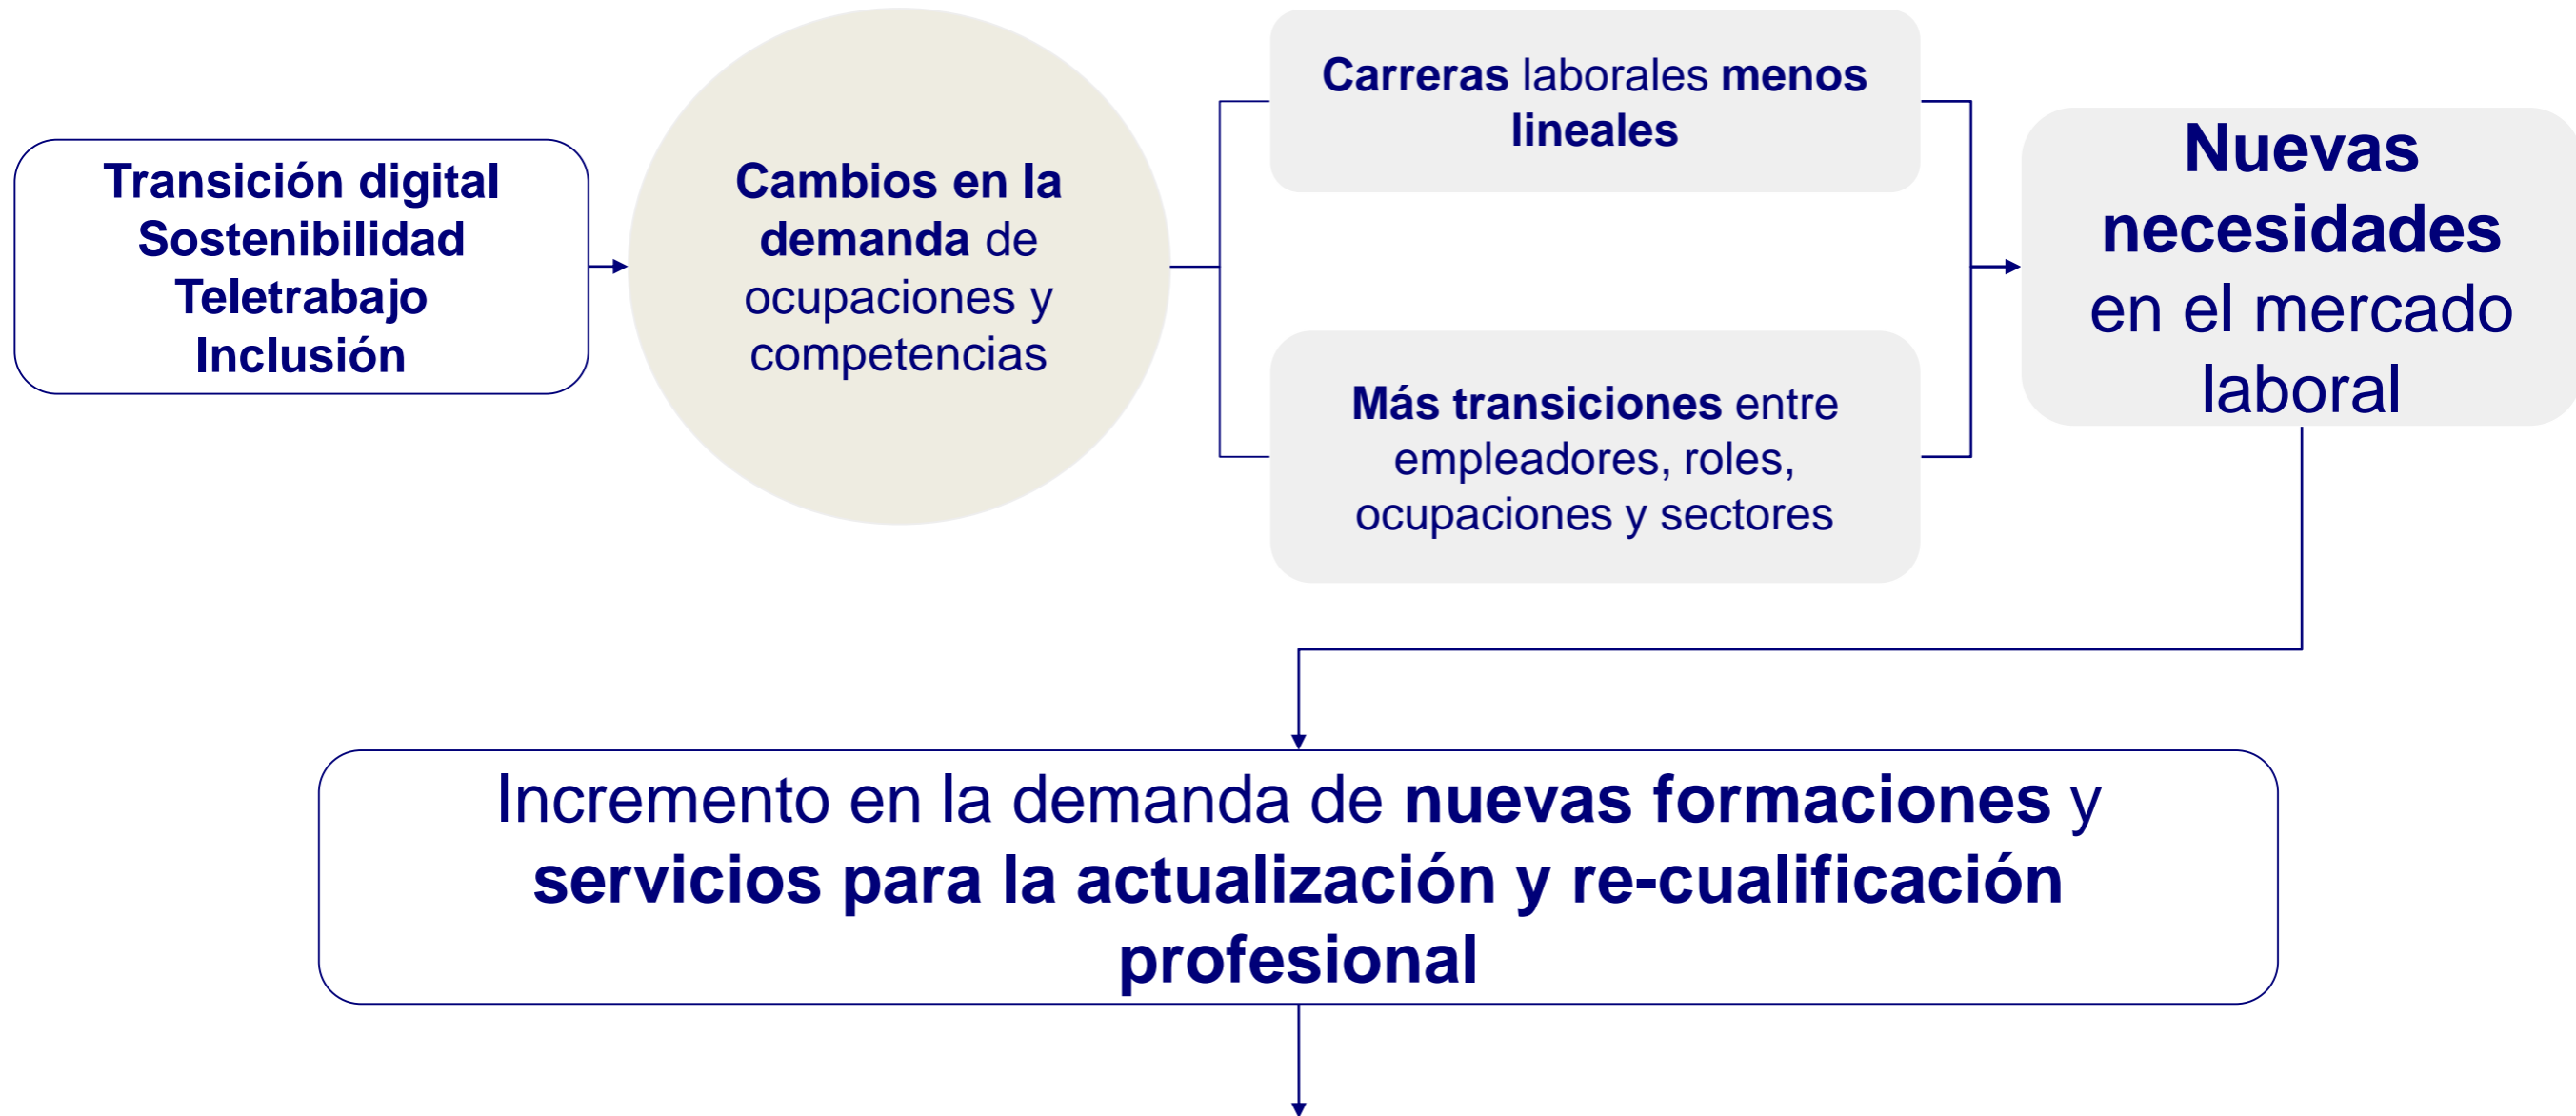 Transición digital
Sostenibilidad
Teletrabajo
Inclusión
Cambios en la
demanda de
ocupaciones y
competencias
Carreras laborales menos
lineales
Más transiciones entre
empleadores, roles,
ocupaciones y sectores
Nuevas
necesidades
en el mercado
laboral
Incremento en la demanda de nuevas formaciones y
servicios para la actualización y re-cualificación
profesional